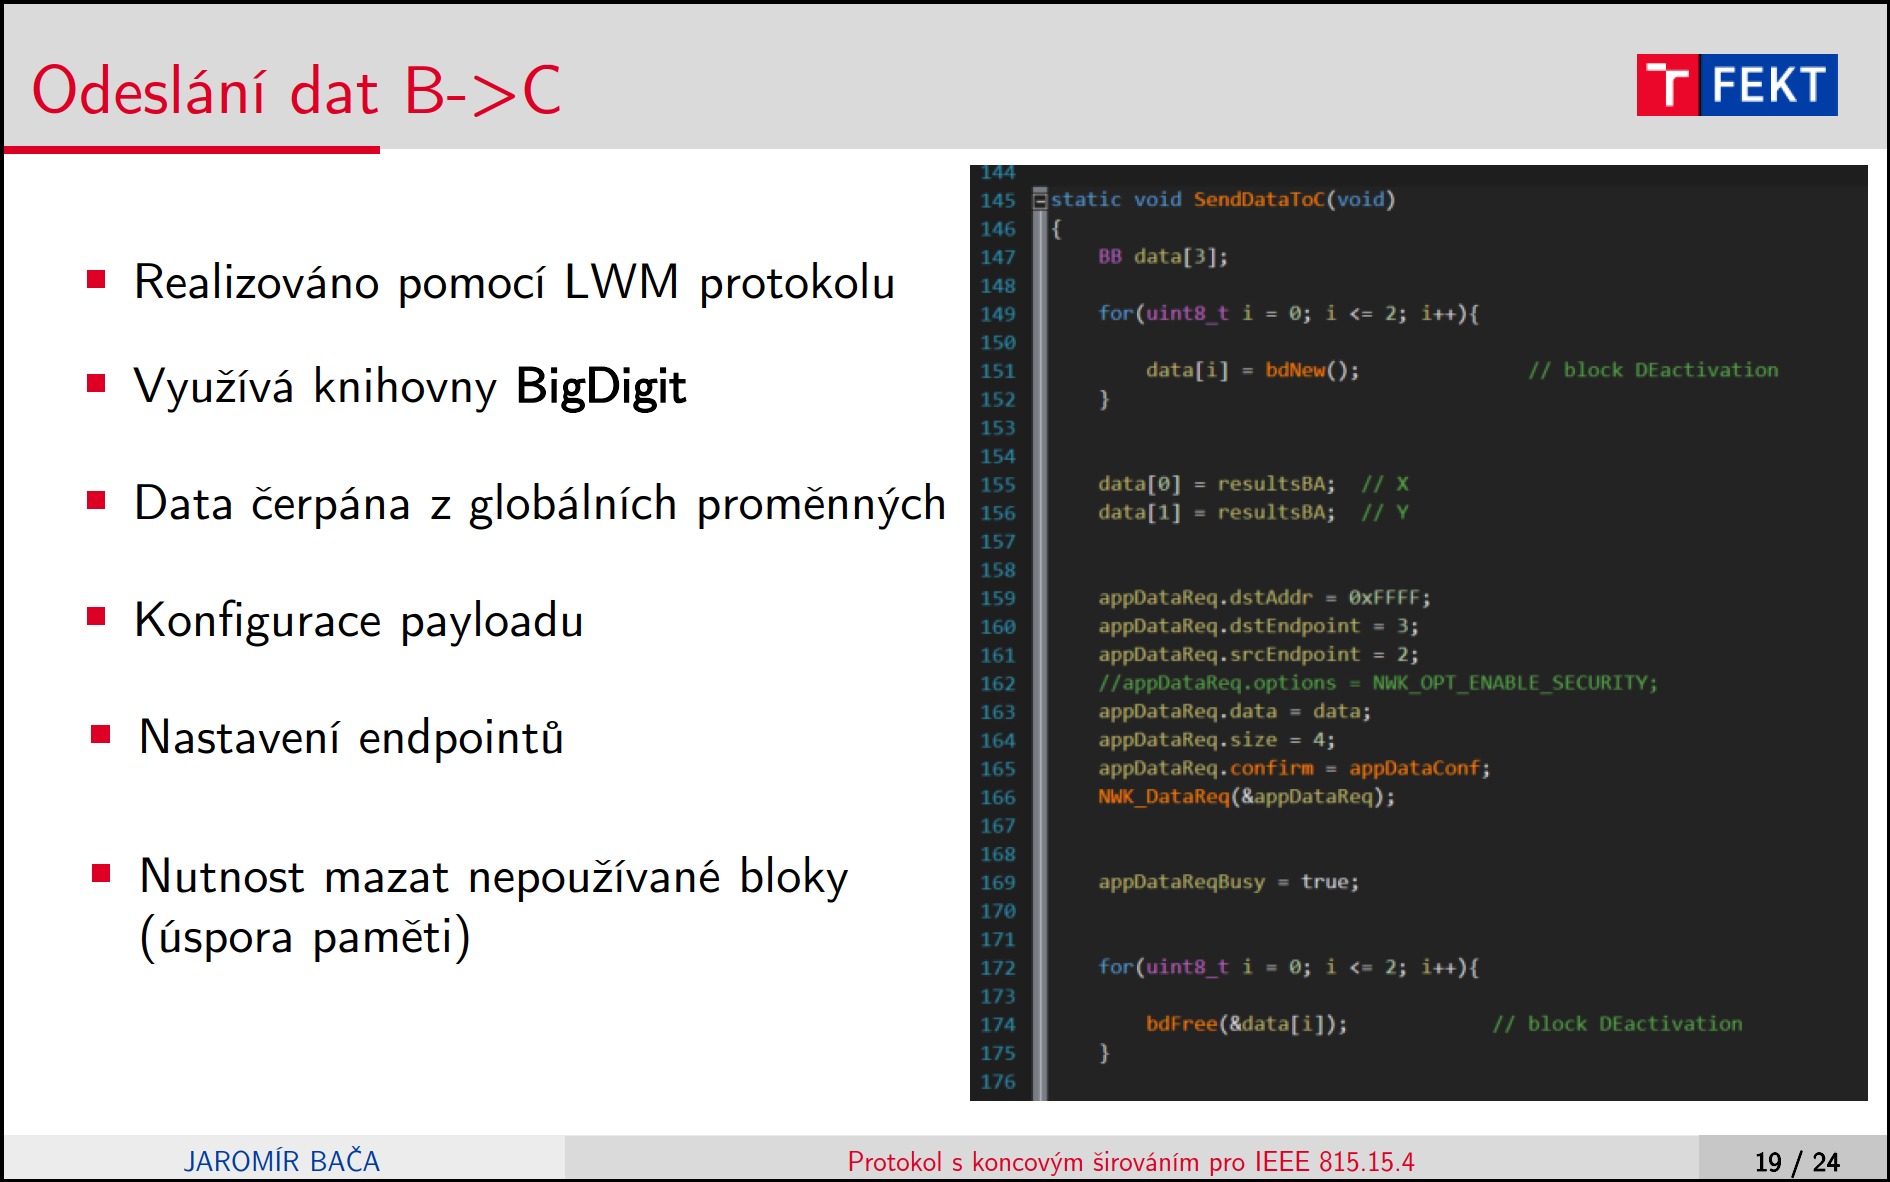 Odeslání dat B->C
T FEKT
Realizováno pomocí LWM protokolu
Využívá knihovny BigDigit
Data čerpána z globálních proměnných
Konfigurace payloadu
Nastavení endpointů
Nutnost mazat nepoužívané bloky
(úspora paměti)
144
145 static void SendDataToC(void)
146 {
147 BB data[3];
148
149 for(uint8_t i = 0; i <= 2; i++){
150
151 data[i] = bdNew(); // block DEactivation
152 }
153
154
155 data[0] = resultsBA; // X
156 data[1] = resultsBA; // Y
157
158
159 appDataReq.dstAddr = 0xFFFF;
160 appDataReq.dstEndpoint = 3;
161 appDataReq.srcEndpoint = 2;
162 //appDataReq.options = NWK_OPT_ENABLE_SECURITY;
163 appDataReq.data = data;
164 appDataReq.size = 4;
165 appDataReq.confirm = appDataConf;
166 NWK_DataReq(&appDataReq);
167
168
169 appDataReqBusy = true;
170
171
172 for(uint8_t i = 0; i <= 2; i++){
173
174 bdFree(&data[i]); // block DEactivation
175 }
176
JAROMÍR BAČA
Protokol s koncovým širováním pro IEEE 815.15.4
19 / 24